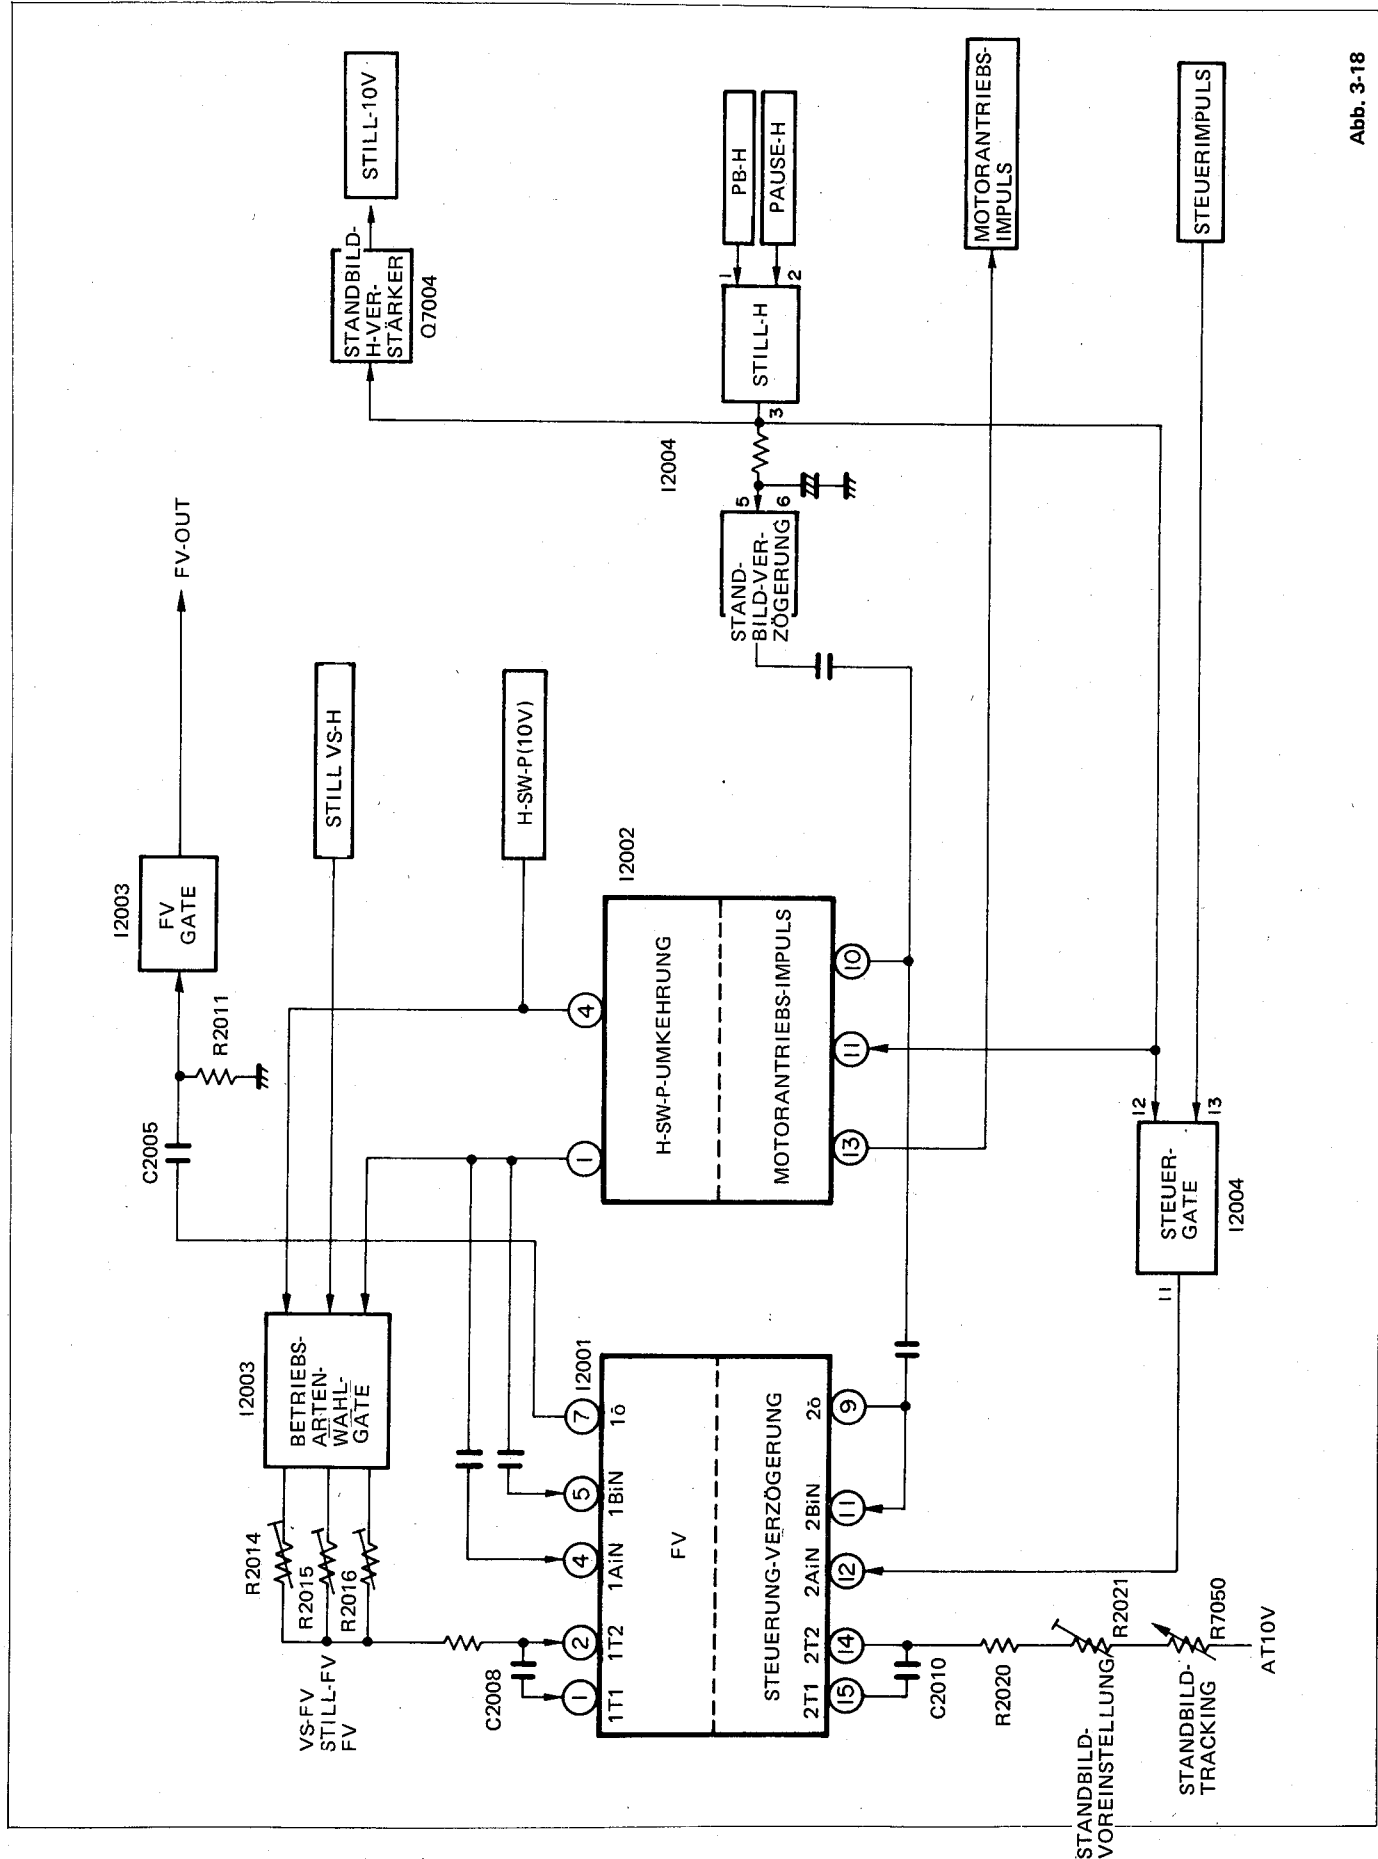 Abb. 3-18
STILL-10V
STANDBILD-
H-VER-
STÄRKER
Q7004
PB-H
PAUSE-H
1
2
STILL-H
3
I2004
MOTORANTRIEBS-
IMPULS
STEUERIMPULS
FV-OUT
STILL VS-H
H-SW-P(10V)
STAND-
BILD-VER-
ZÖGERUNG
5
6
I2003
FV
GATE
R2011
C2005
I2002
H-SW-P-UMKEHRUNG
MOTORANTRIEBS-IMPULS
4
1
10
11
13
12
13
STEUER-
GATE
I2004
11
I2003
BETRIEBS-
ARTEN-
WAHL-
GATE
R2014
R2015
R2016
VS-FV
STILL-FV
FV
C2008
I2001
FV
STEUERUNG-VERZÖGERUNG
1
1T1
2
1T2
4
1AiN
5
1BiN
7
1ō
15
2T1
14
2T2
12
2AiN
11
2BiN
9
2ō
C2010
R2020
R2021
STANDBILD-
VOREINSTELLUNG
R7050
STANDBILD-
TRACKING
AT10V